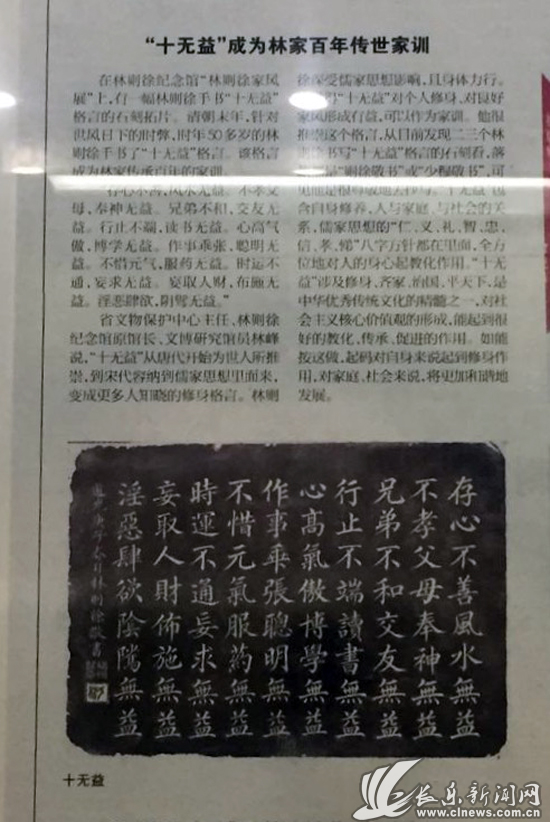 “十无益”成为林家百年传世家训
在林则徐纪念馆“林则徐家风
展”上，有一幅林则徐手书“十无益”
格言的石刻拓片。清朝末年，针对
世风日下的时弊，时年50多岁的林
则徐手书了“十无益”格言。该格言
成为林家传承百年的家训。
“存心不善，风水无益。不孝父
母，奉神无益。兄弟不和，交友无
益。行止不端，读书无益。心高气
傲，博学无益。作事乖张，聪明无
益。不惜元气，服药无益。时运不
通，妄求无益。妄取人财，布施无
益。淫恶肆欲，阴骘无益。”
省文物保护中心主任、林则徐
纪念馆原馆长、文博研究馆员林峰
说，“十无益”从唐代开始为世人所推
崇，到宋代容纳到儒家思想里面来，
变成更多人知晓的修身格言。林则
徐深受儒家思想影响，且身体力行。
“十无益”对个人修身、对良好
家风形成有益，可以作为家训。他很
推崇这个格言，从目前发现二三个林
则徐书写“十无益”格言的石刻看，落
款是“则徐敬书”或“少穆敬书”，可
见他是很恭敬地去抄写。“十无益”包
含自身修养、人与家庭、与社会的关
系，儒家思想的“仁、义、礼、智、忠、
信、孝、悌”八字方针都在里面，全方
位地对人的身心起教化作用。“十无
益”涉及修身、齐家、治国、平天下，是
中华优秀传统文化的精髓之一，对社
会主义核心价值观的形成，能起到很
好的教化、传承、促进的作用。如能
按这做，起码对自身来说起到修身作
用，对家庭、社会来说，将更加和谐地
发展。
存心不善風水無益
不孝父母奉神無益
兄弟不和交友無益
行止不端讀書無益
心高氣傲博學無益
作事乖張聰明無益
不惜元氣服药無益
時運不通妄求無益
妄取人財佈施無益
淫惡肆欲陰騭無益
林則徐敬書
十无益
长乐新闻网
www.clnews.com.cn